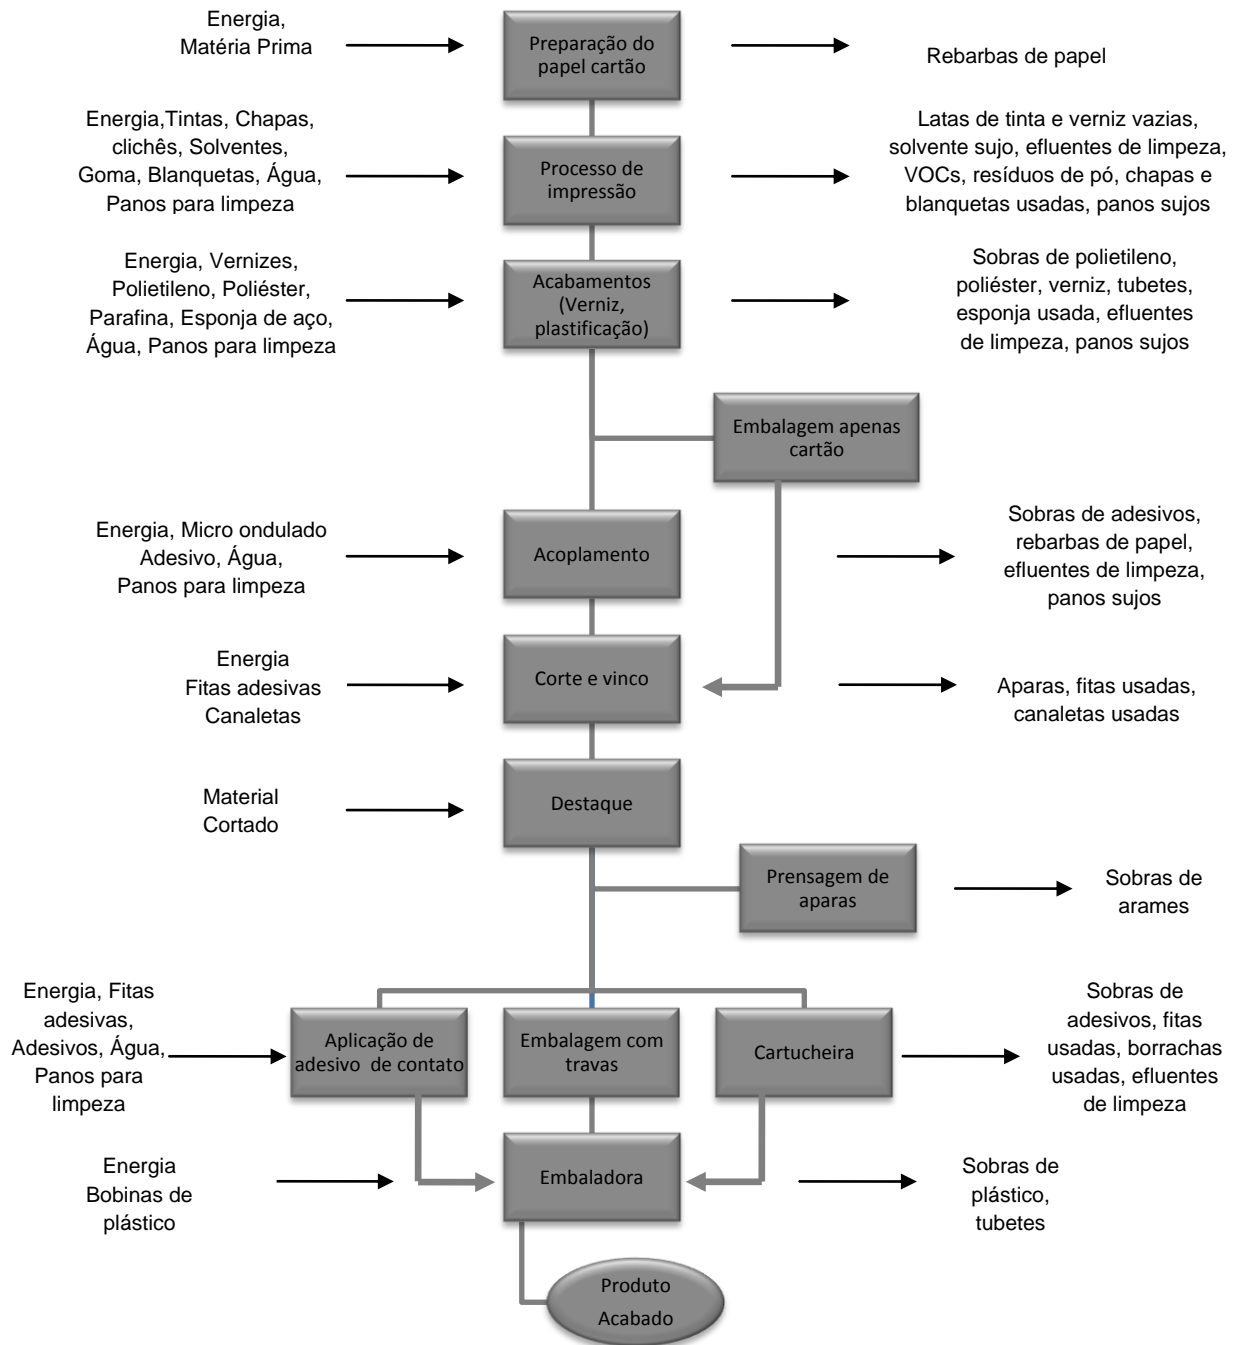 Energia,
Matéria Prima
Preparação do
papel cartão
Rebarbas de papel
Energia,Tintas, Chapas,
clichês, Solventes,
Goma, Blanquetas, Água,
Panos para limpeza
Processo de
impressão
Latas de tinta e verniz vazias,
solvente sujo, efluentes de limpeza,
VOCs, resíduos de pó, chapas e
blanquetas usadas, panos sujos
Energia, Vernizes,
Polietileno, Poliéster,
Parafina, Esponja de aço,
Água, Panos para limpeza
Acabamentos
(Verniz,
plastificação)
Sobras de polietileno,
poliéster, verniz, tubetes,
esponja usada, efluentes
de limpeza, panos sujos
Embalagem apenas
cartão
Energia, Micro ondulado
Adesivo, Água,
Panos para limpeza
Acoplamento
Sobras de adesivos,
rebarbas de papel,
efluentes de limpeza,
panos sujos
Energia
Fitas adesivas
Canaletas
Corte e vinco
Aparas, fitas usadas,
canaletas usadas
Material
Cortado
Destaque
Prensagem de
aparas
Sobras de
arames
Energia, Fitas
adesivas,
Adesivos, Água,
Panos para
limpeza
Aplicação de
adesivo de contato
Embalagem com
travas
Cartucheira
Sobras de
adesivos, fitas
usadas, borrachas
usadas, efluentes
de limpeza
Energia
Bobinas de
plástico
Embaladora
Sobras de
plástico,
tubetes
Produto
Acabado